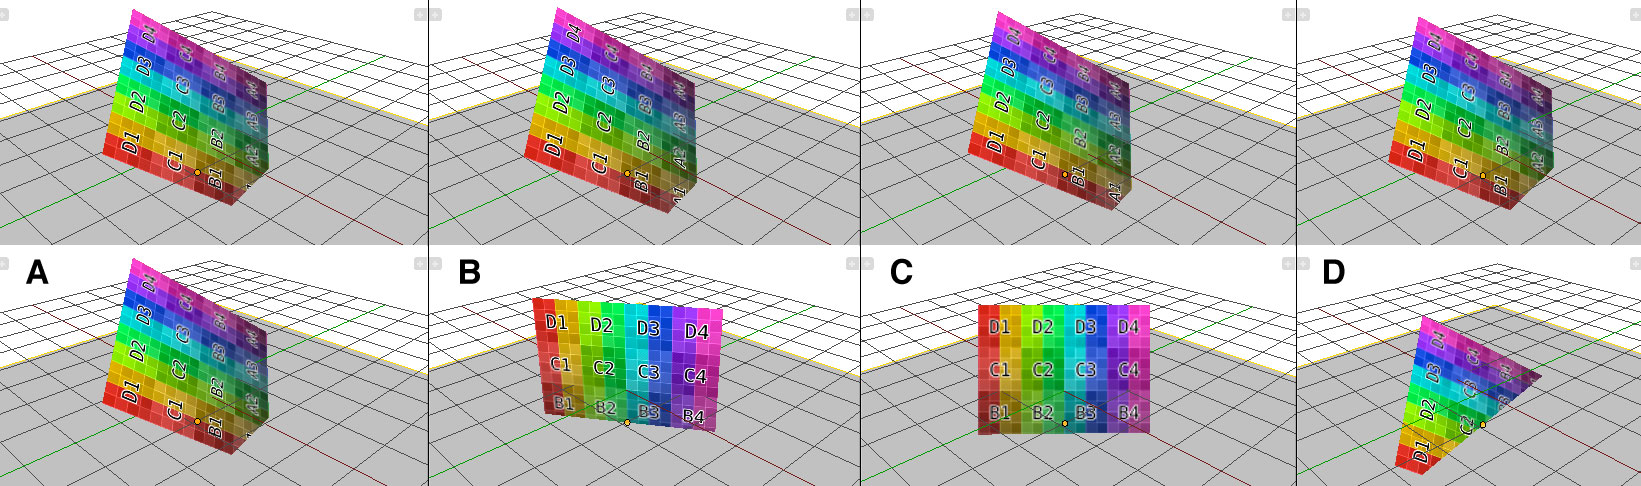 D4 C4 B4 A4
D3 C3 B3 A3
D2 C2 B2 A2
D1 C1 B1
D4 C4 B4 A4
D3 C3 B3 A3
D2 C2 B2 A2
D1 C1 B1 A1
D4 C4 B4 A4
D3 C3 B3 A3
D2 C2 B2 A2
D1 C1 B1 A1
D4 C4 B4 A4
D3 C3 B3 A3
D2 C2 B2 A2
D1 C1 B1
A
D4 C4 B4 A4
D3 C3 B3 A3
D2 C2 B2 A2
D1 C1 B1
B
D1 D2 D3 D4
C1 C2 C3 C4
B1 B2 B3 B4
C
D1 D2 D3 D4
C1 C2 C3 C4
B1 B2 B3 B4
D
D4 C4 B4
D3 C3
D2 C2
D1